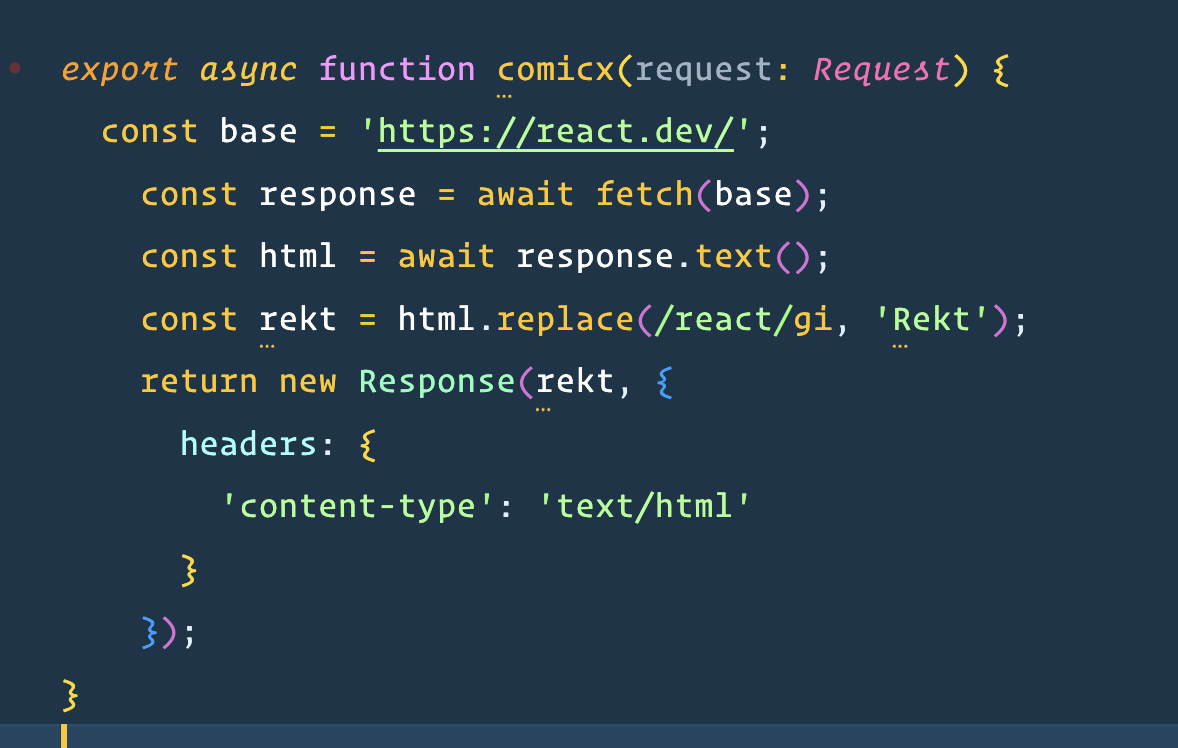 export async function comicx(request: Request) {
  const base = 'https://react.dev/';
    const response = await fetch(base);
    const html = await response.text();
    const rekt = html.replace(/react/gi, 'Rekt');
    return new Response(rekt, {
      headers: {
        'content-type': 'text/html'
      }
    });
}